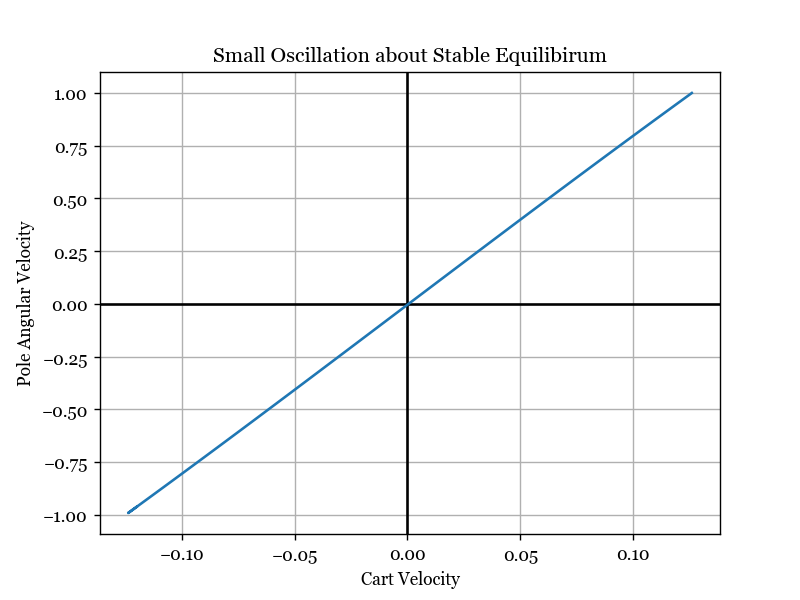 Small Oscillation about Stable Equilibirum
1.00
0.75
0.50
0.25
0.00
−0.25
−0.50
−0.75
−1.00
Pole Angular Velocity
−0.10 −0.05 0.00 0.05 0.10
Cart Velocity